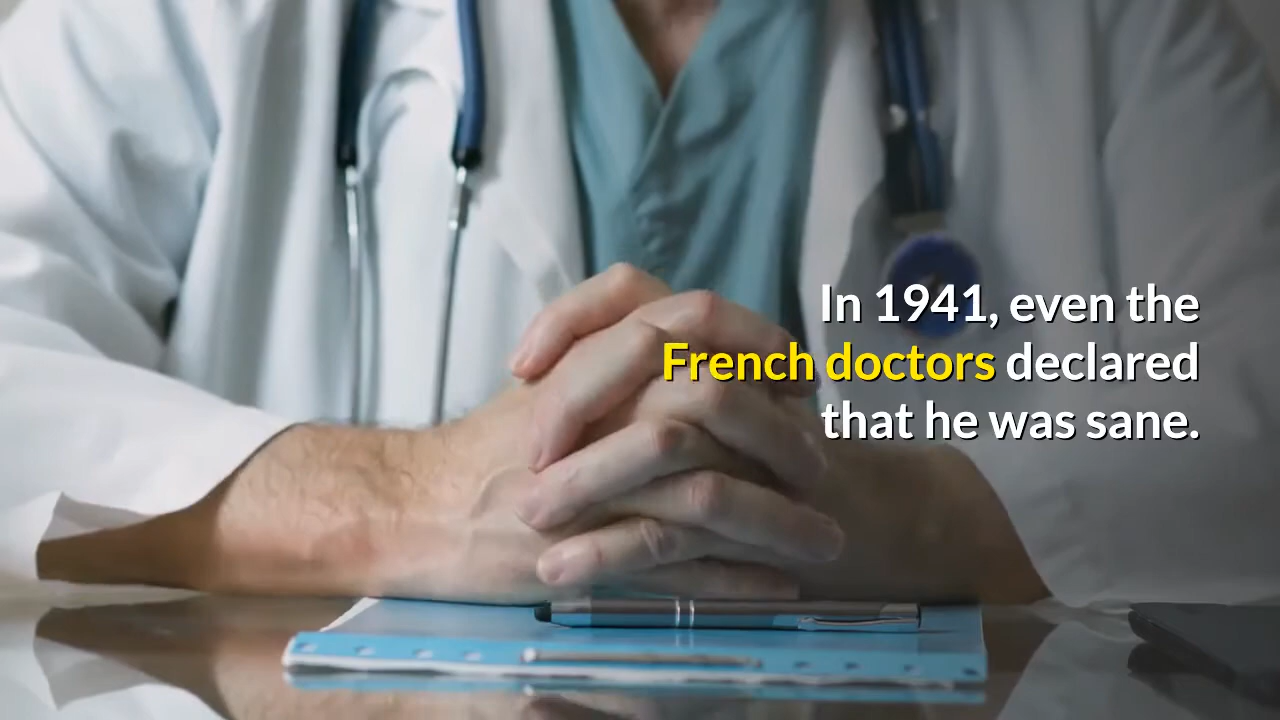 In 1941, even the
French doctors declared
that he was sane.